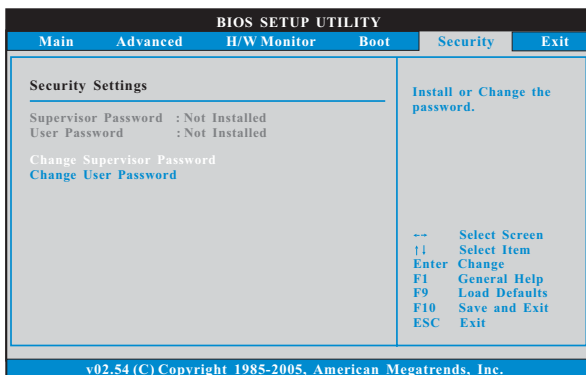 BIOS SETUP UTILITY
Main Advanced H/W Monitor Boot Security Exit
Security Settings
Supervisor Password : Not Installed
User Password : Not Installed
Change Supervisor Password
Change User Password
Install or Change the
password.
←→ Select Screen
↑↓ Select Item
Enter Change
F1 General Help
F9 Load Defaults
F10 Save and Exit
ESC Exit
v02.54 (C) Copyright 1985-2005, American Megatrends, Inc.